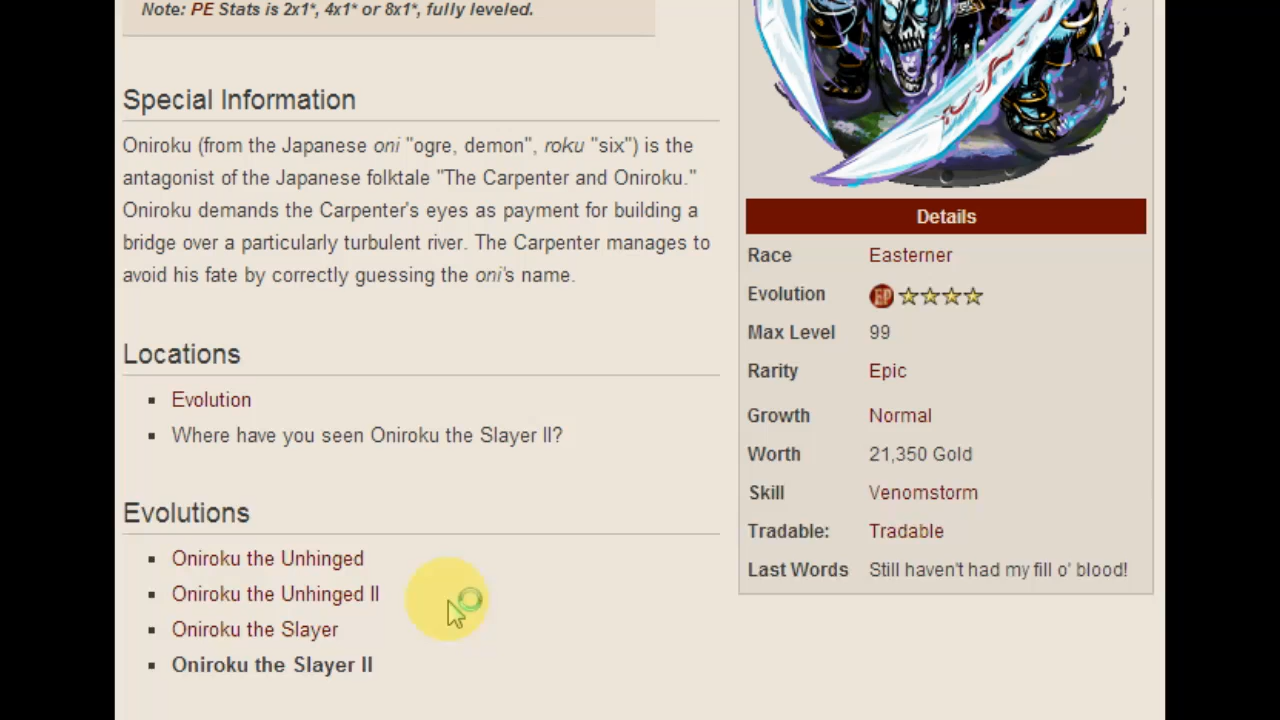 Note: PE Stats is 2x1*, 4x1* or 8x1*, fully leveled.
Special Information
Oniroku (from the Japanese oni "ogre, demon", roku "six") is the
antagonist of the Japanese folktale "The Carpenter and Oniroku."
Oniroku demands the Carpenter's eyes as payment for building a
bridge over a particularly turbulent river. The Carpenter manages to
avoid his fate by correctly guessing the oni's name.
Locations
Evolution
Where have you seen Oniroku the Slayer II?
Evolutions
Oniroku the Unhinged
Oniroku the Unhinged II
Oniroku the Slayer
Oniroku the Slayer II
Details
Race Easterner
Evolution EP
Max Level 99
Rarity Epic
Growth Normal
Worth 21,350 Gold
Skill Venomstorm
Tradable: Tradable
Last Words Still haven't had my fill o' blood!